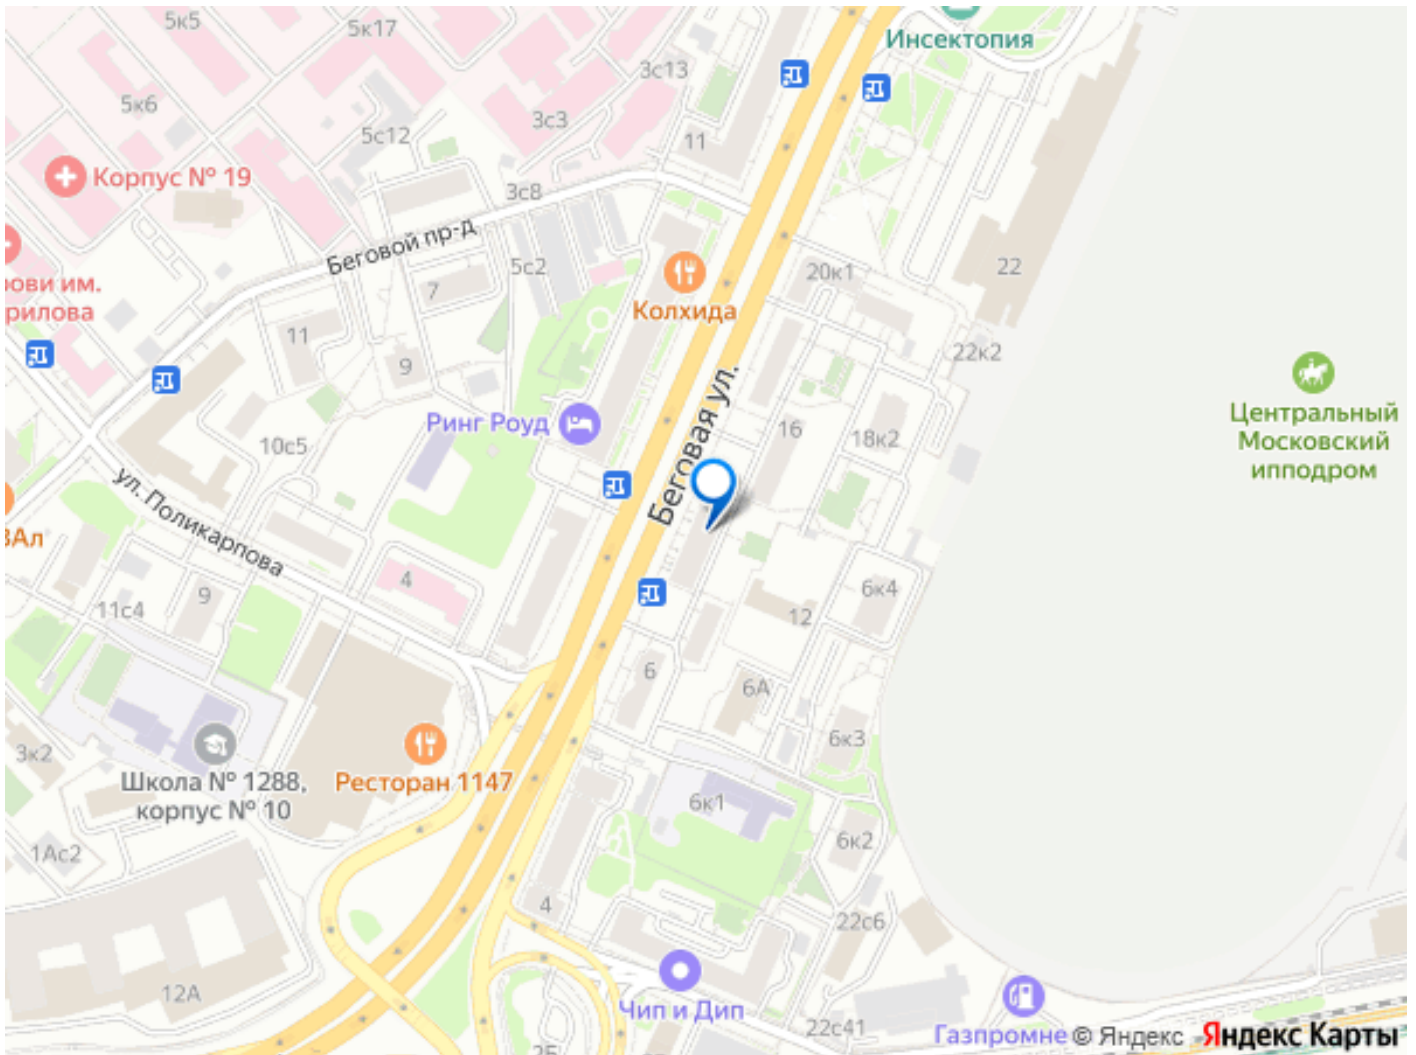 5к5
5к17
Инсектопия
3с13
5к6
3с3
5с12
11
Корпус № 19
3с8
Беговой пр-д
5с2
20к1
22
7
Колхида
11
22к2
9
Центральный
Московский
ипподром
Ринг Роуд
Беговая ул.
16
18к2
10с5
ул. Поликарпова
4
6к4
9
11с4
12
6
6А
3к2
6к3
Школа № 1288,
корпус № 10
Ресторан 1147
6к1
6к2
1Ас2
4
22с6
12А
Чип и Дип
22с41
Газпромне
© Яндекс
Яндекс Карты